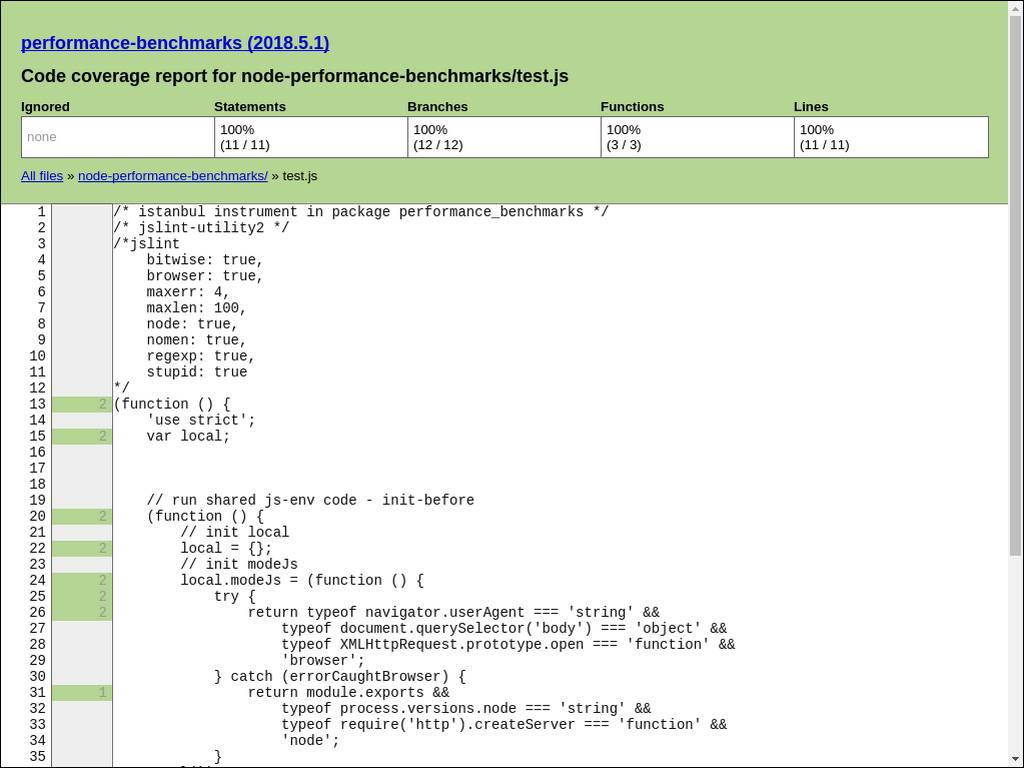 performance-benchmarks (2018.5.1)
Code coverage report for node-performance-benchmarks/test.js
Ignored Statements Branches Functions Lines
none 100% 100% 100% 100%
(11 / 11) (12 / 12) (3 / 3) (11 / 11)
All files » node-performance-benchmarks/ » test.js
1 /* istanbul instrument in package performance_benchmarks */
2 /* jslint-utility2 */
3 /*jslint
4     bitwise: true,
5     browser: true,
6     maxerr: 4,
7     maxlen: 100,
8     node: true,
9     nomen: true,
10     regexp: true,
11     stupid: true
12 */
13 2 (function () {
14     'use strict';
15 2     var local;
16
17
18
19     // run shared js-env code - init-before
20 2     (function () {
21         // init local
22 2         local = {};
23         // init modeJs
24 2         local.modeJs = (function () {
25 2             try {
26 2                 return typeof navigator.userAgent === 'string' &&
27                     typeof document.querySelector('body') === 'object' &&
28                     typeof XMLHttpRequest.prototype.open === 'function' &&
29                     'browser';
30             } catch (errorCaughtBrowser) {
31 1                 return module.exports &&
32                     typeof process.versions.node === 'string' &&
33                     typeof require('http').createServer === 'function' &&
34                     'node';
35             }